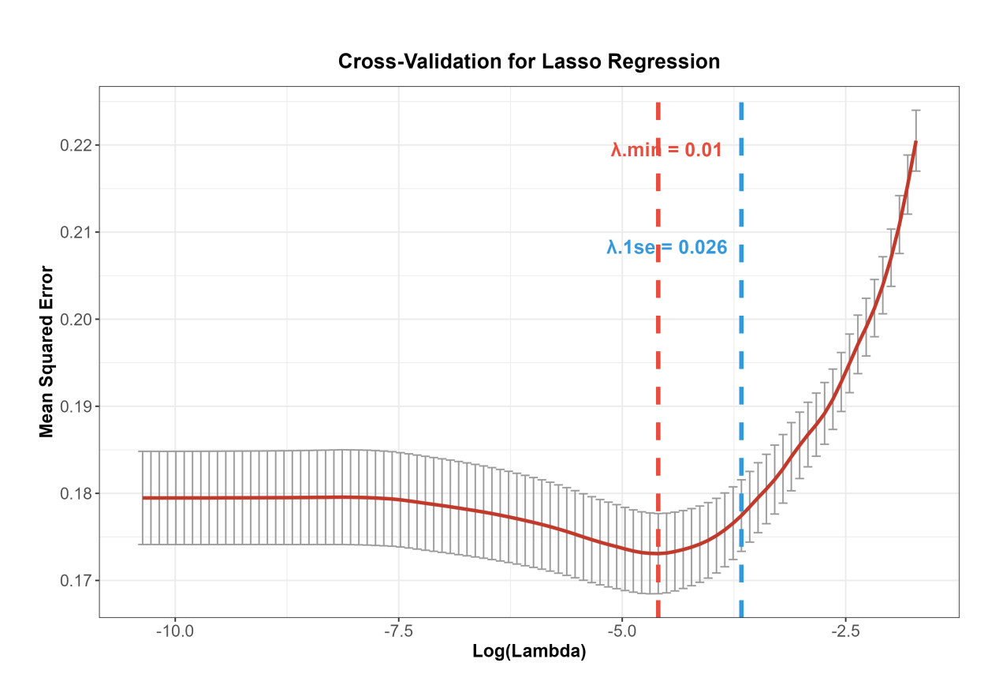 Cross-Validation for Lasso Regression
Mean Squared Error
0.22
0.21
0.20
0.19
0.18
0.17
λ.min = 0.01
λ.1se = 0.026
-10.0
-7.5
-5.0
-2.5
Log(Lambda)